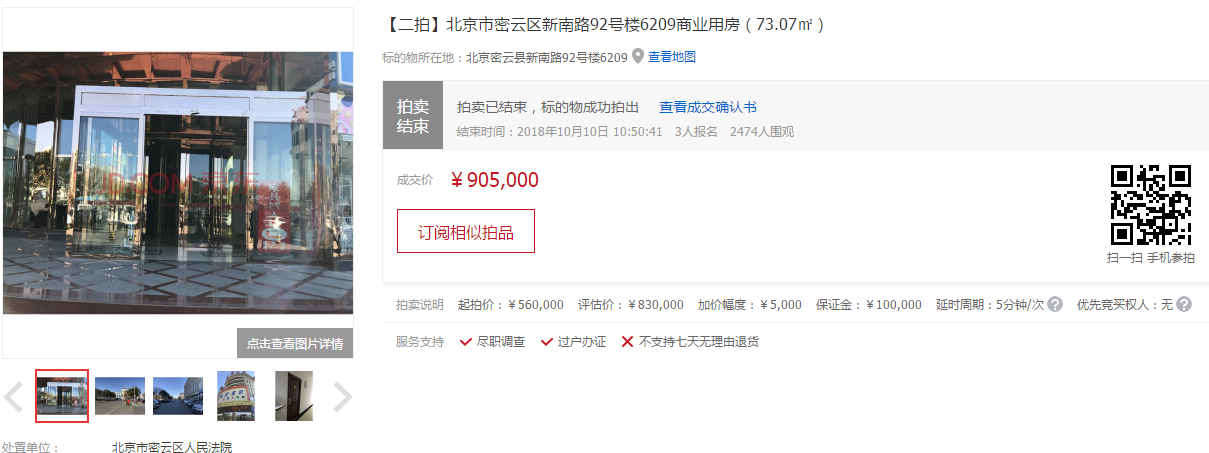 【二拍】北京市密云区新南路92号楼6209商业用房（73.07㎡）
标的物所在地：北京密云县新南路92号楼6209 查看地图
拍卖结束
拍卖已结束，标的物成功拍出 查看成交确认书
结束时间：2018年10月10日 10:50:41 3人报名 2474人围观
成交价 ¥905,000
订阅相似拍品
扫一扫 手机参拍
拍卖说明 起拍价：¥560,000 评估价：¥830,000 加价幅度：¥5,000 保证金：¥100,000 延时周期：5分钟/次 ? 优先竞买权人：无 ?
服务支持 尽职调查 过户办证 不支持七天无理由退货
JD.COM 京东
点击查看图片详情
处置单位： 北京市密云区人民法院